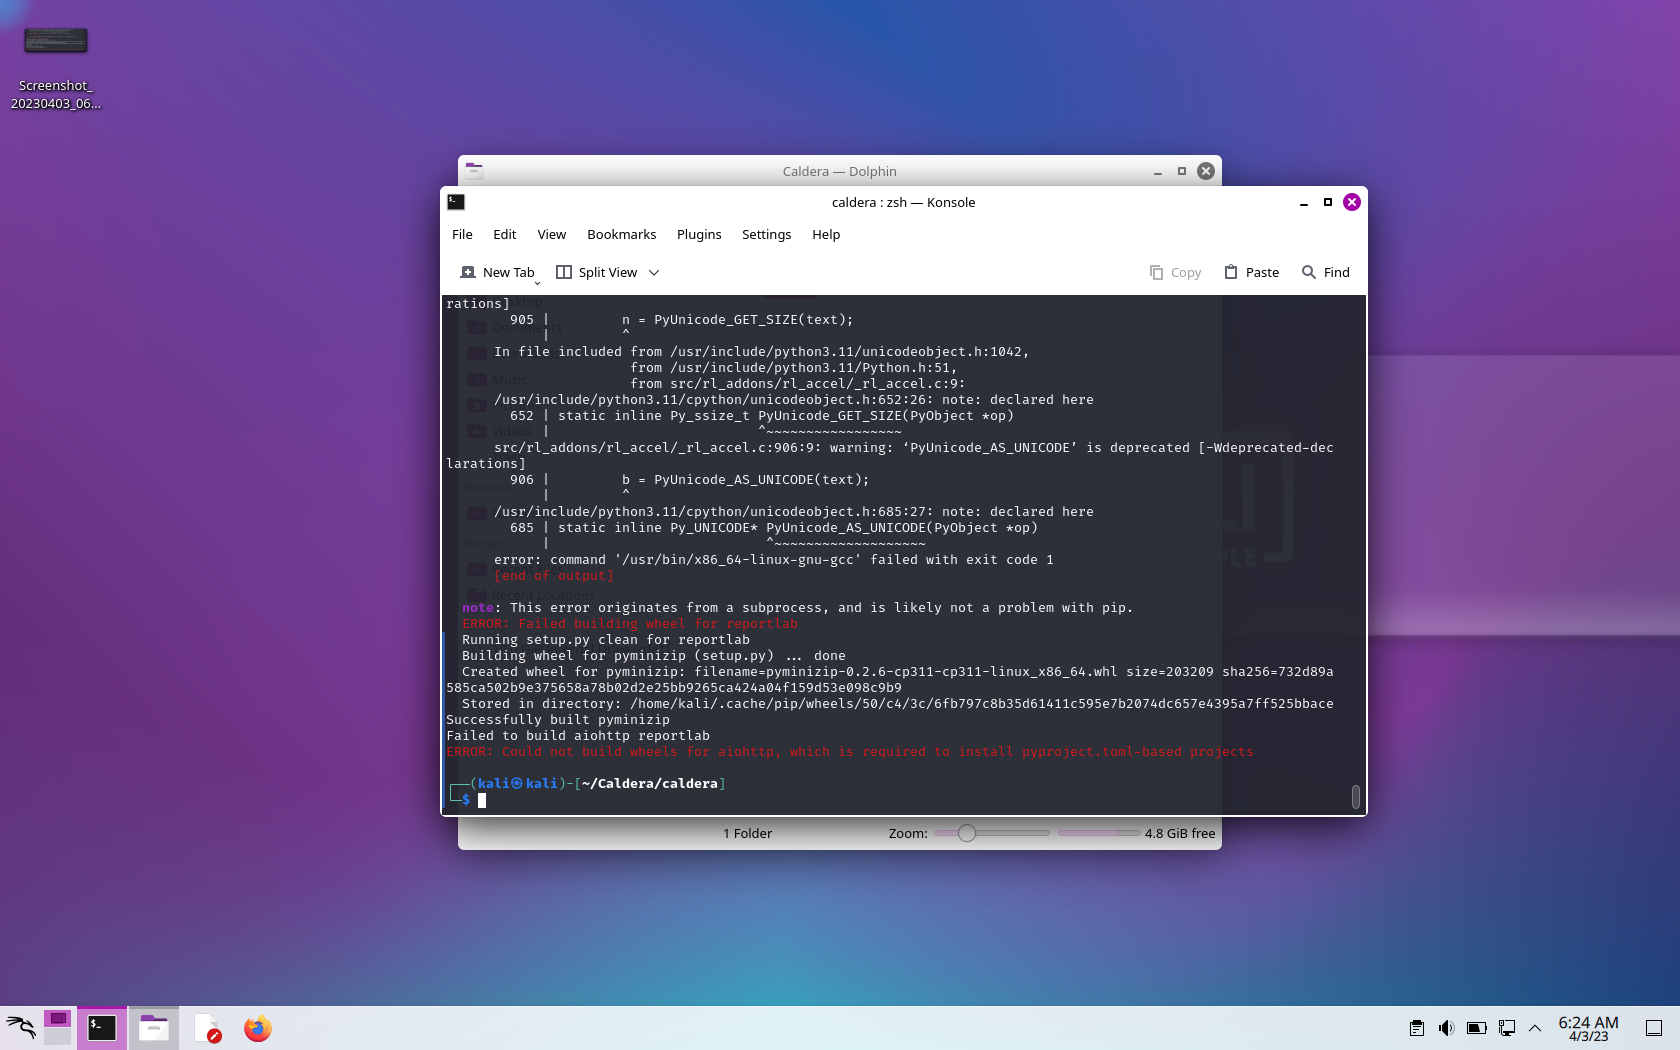 Screenshot_
20230403_06...
Caldera — Dolphin
caldera : zsh — Konsole
File Edit View Bookmarks Plugins Settings Help
New Tab Split View Copy Paste Find
rations]
905 | n = PyUnicode_GET_SIZE(text);
| ^
In file included from /usr/include/python3.11/unicodeobject.h:1042,
from /usr/include/python3.11/Python.h:51,
from src/rl_addons/rl_accel/_rl_accel.c:9:
/usr/include/python3.11/cpython/unicodeobject.h:652:26: note: declared here
652 | static inline Py_ssize_t PyUnicode_GET_SIZE(PyObject *op)
| ^~~~~~~~~~~~~~~~~~
src/rl_addons/rl_accel/_rl_accel.c:906:9: warning: ‘PyUnicode_AS_UNICODE’ is deprecated [-Wdeprecated-dec
larations]
906 | b = PyUnicode_AS_UNICODE(text);
| ^
/usr/include/python3.11/cpython/unicodeobject.h:685:27: note: declared here
685 | static inline Py_UNICODE* PyUnicode_AS_UNICODE(PyObject *op)
| ^~~~~~~~~~~~~~~~~~~~
error: command '/usr/bin/x86_64-linux-gnu-gcc' failed with exit code 1
[end of output]
Recent Locations
note: This error originates from a subprocess, and is likely not a problem with pip.
ERROR: Failed building wheel for reportlab
Running setup.py clean for reportlab
Building wheel for pyminizip (setup.py) ... done
Created wheel for pyminizip: filename=pyminizip-0.2.6-cp311-cp311-linux_x86_64.whl size=203209 sha256=732d89a
585ca502b9e375658a78b02d2e25bb9265ca424a04f159d53e098c9b9
Stored in directory: /home/kali/.cache/pip/wheels/50/c4/3c/6fb797c8b35d61411c595e7b2074dc657e4395a7ff525bbace
Successfully built pyminizip
Failed to build aiohttp reportlab
ERROR: Could not build wheels for aiohttp, which is required to install pyproject.toml-based projects
┌──(kali㉿kali)-[~/Caldera/caldera]
└─$
1 Folder Zoom: 4.8 GiB free
6:24 AM
4/3/23